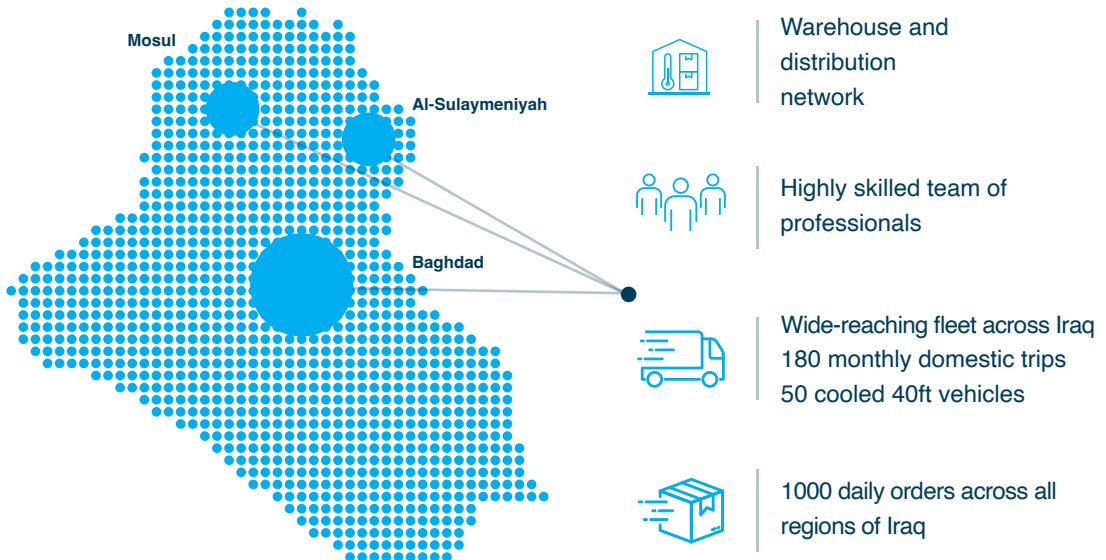 Mosul
Al-Sulaymeniyah
Baghdad
Warehouse and
distribution
network
Highly skilled team of
professionals
Wide-reaching fleet across Iraq
180 monthly domestic trips
50 cooled 40ft vehicles
1000 daily orders across all
regions of Iraq